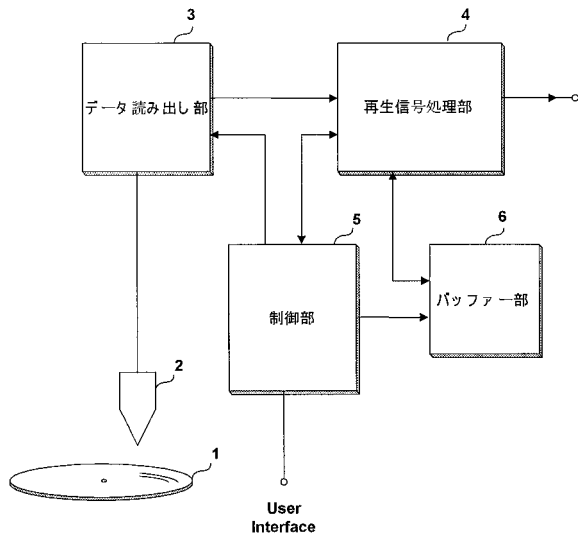 3
データ読み出し部
4
再生信号処理部
5
制御部
6
バッファー部
2
1
User
Interface